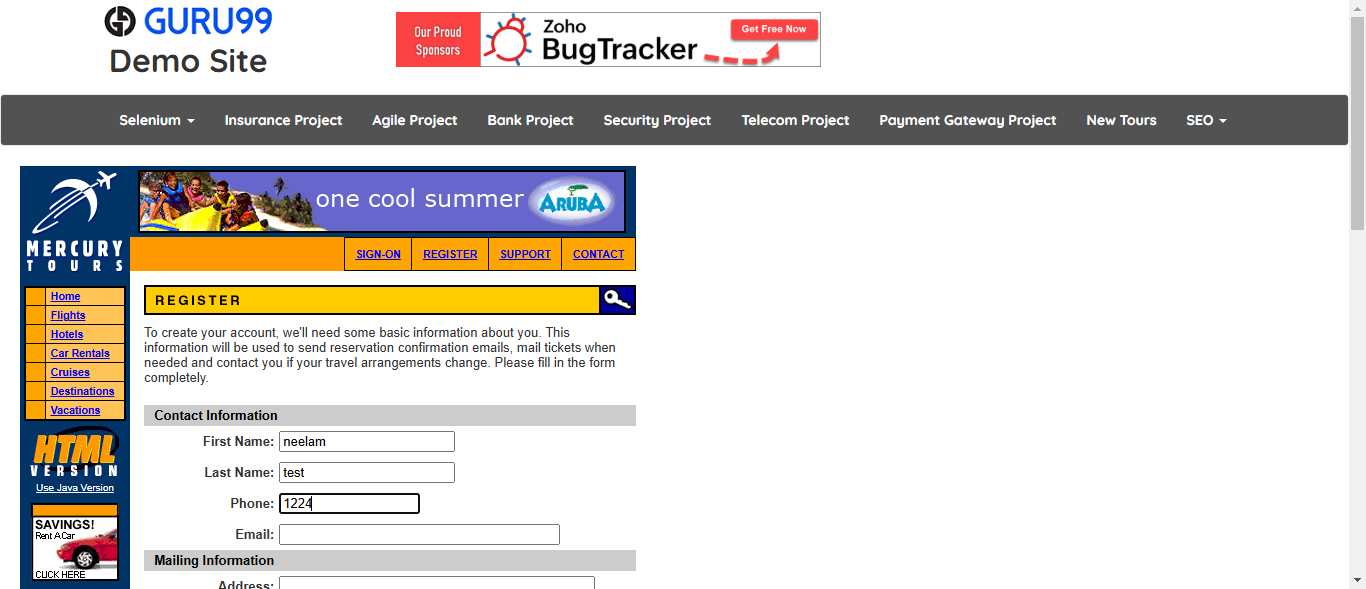 GURU99
Demo Site
Our Proud
Sponsors
Zoho
BugTracker
Get Free Now
Selenium
Insurance Project
Agile Project
Bank Project
Security Project
Telecom Project
Payment Gateway Project
New Tours
SEO
MERCURY
TOURS
one cool summer
ARUBA
SIGN-ON
REGISTER
SUPPORT
CONTACT
Home
Flights
Hotels
Car Rentals
Cruises
Destinations
Vacations
HTML
VERSION
Use Java Version
SAVINGS!
Rent A Car
CLICK HERE
REGISTER
To create your account, we'll need some basic information about you. This
information will be used to send reservation confirmation emails, mail tickets when
needed and contact you if your travel arrangements change. Please fill in the form
completely.
Contact Information
First Name: neelam
Last Name: test
Phone: 1224
Email:
Mailing Information
Address: